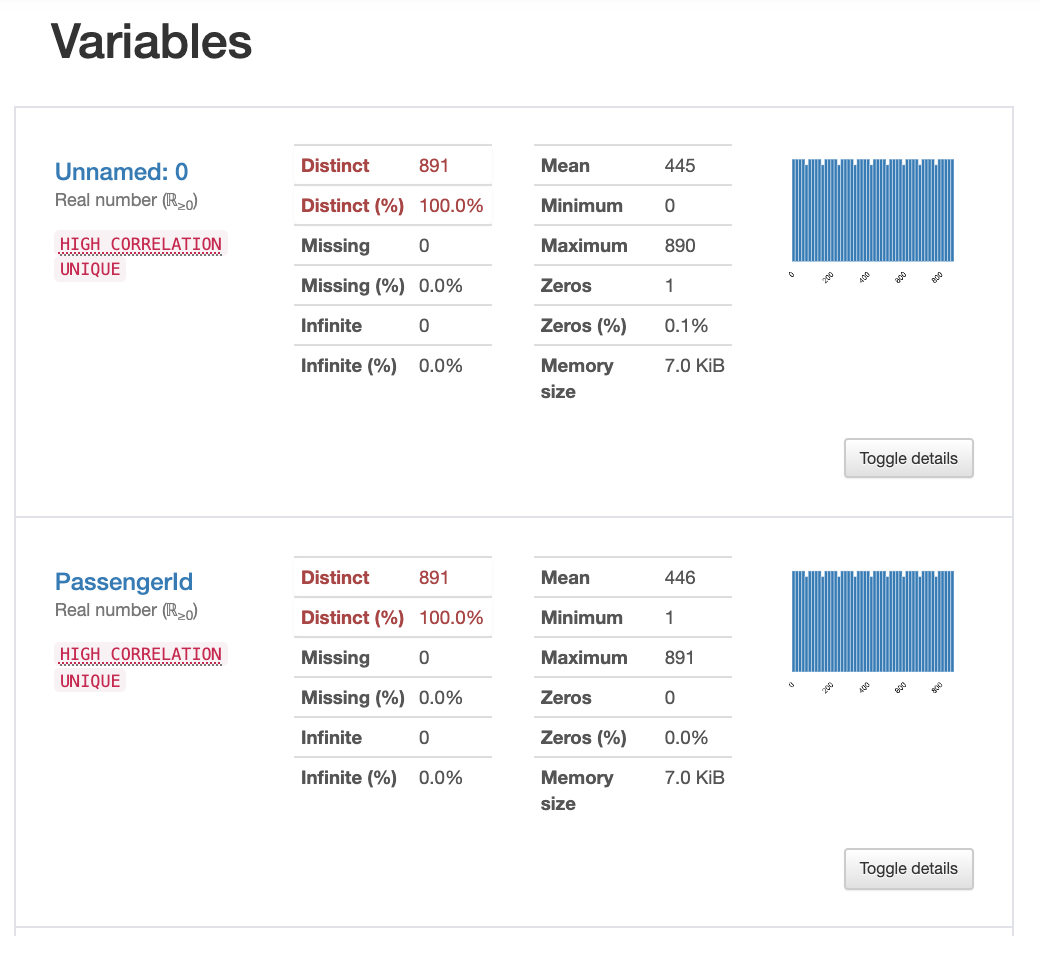 Variables
Unnamed: 0
Real number (ℝ≥0)
HIGH CORRELATION
UNIQUE
Distinct 891
Distinct (%) 100.0%
Missing 0
Missing (%) 0.0%
Infinite 0
Infinite (%) 0.0%
Mean 445
Minimum 0
Maximum 890
Zeros 1
Zeros (%) 0.1%
Memory size 7.0 KiB
0 200 400 600 800
Toggle details
PassengerId
Real number (ℝ≥0)
HIGH CORRELATION
UNIQUE
Distinct 891
Distinct (%) 100.0%
Missing 0
Missing (%) 0.0%
Infinite 0
Infinite (%) 0.0%
Mean 446
Minimum 1
Maximum 891
Zeros 0
Zeros (%) 0.0%
Memory size 7.0 KiB
0 200 400 600 800
Toggle details